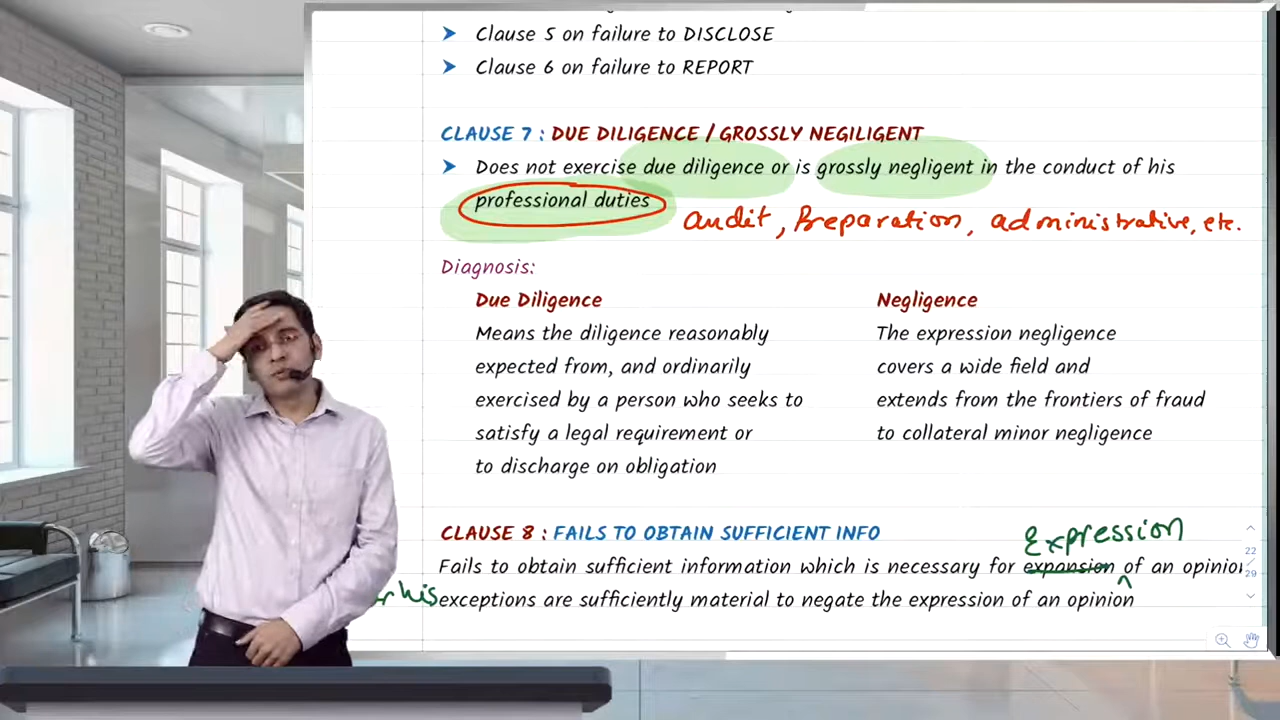 ➤ Clause 5 on failure to DISCLOSE
➤ Clause 6 on failure to REPORT
CLAUSE 7 : DUE DILIGENCE / GROSSLY NEGILIGENT
➤ Does not exercise due diligence or is grossly negligent in the conduct of his
professional duties
audit, Preparation, administrative, etc.
Diagnosis:
Due Diligence
Means the diligence reasonably
expected from, and ordinarily
exercised by a person who seeks to
satisfy a legal requirement or
to discharge on obligation
Negligence
The expression negligence
covers a wide field and
extends from the frontiers of fraud
to collateral minor negligence
CLAUSE 8 : FAILS TO OBTAIN SUFFICIENT INFO
Expression
Fails to obtain sufficient information which is necessary for expansion of an
his exceptions are sufficiently material to negate the expression of an opinion
22
29